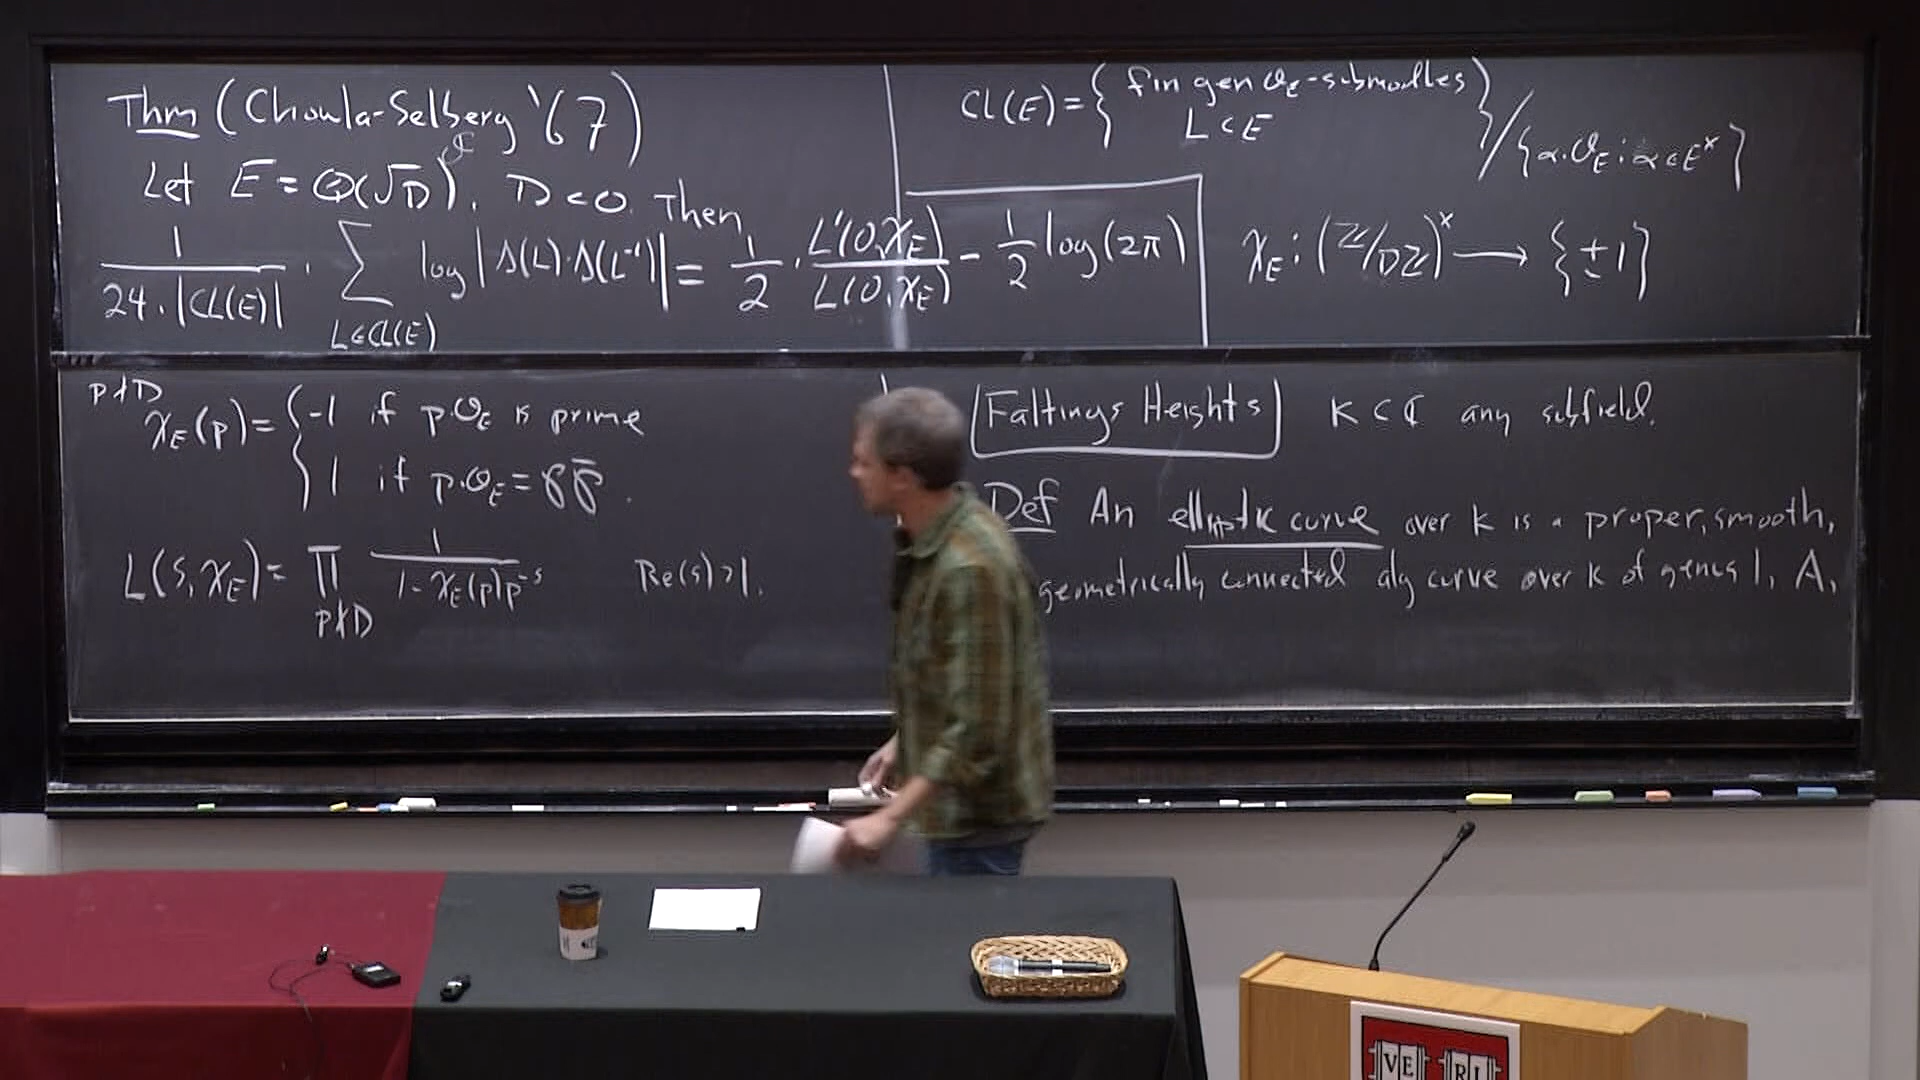 Thm (Chowla-Selberg '67)
Let E = Q(√D) ⊂ ℂ, D < 0. Then
1/(24·|CL(E)|) · Σ_{L∈CL(E)} log|Δ(L)·Δ(L⁻¹)| = 1/2 · L'(0,χ_E)/L(0,χ_E) - 1/2 log(2π)
CL(E) = { fin gen O_E-submodules L ⊂ E } / {α·O_E : α ∈ E^×}
χ_E : (ℤ/Dℤ)^× ⟶ {±1}
p∤D
χ_E(p) = { -1 if p·O_E is prime
1 if p·O_E = 𝔭𝔭̄.
L(s,χ_E) = ∏_{p∤D} 1/(1-χ_E(p)p^{-s}) Re(s)>1.
Faltings Heights K ⊂ ℂ any subfield.
Def An elliptic curve over K is a proper, smooth,
geometrically connected alg curve over K of genus 1, A,
VE RI